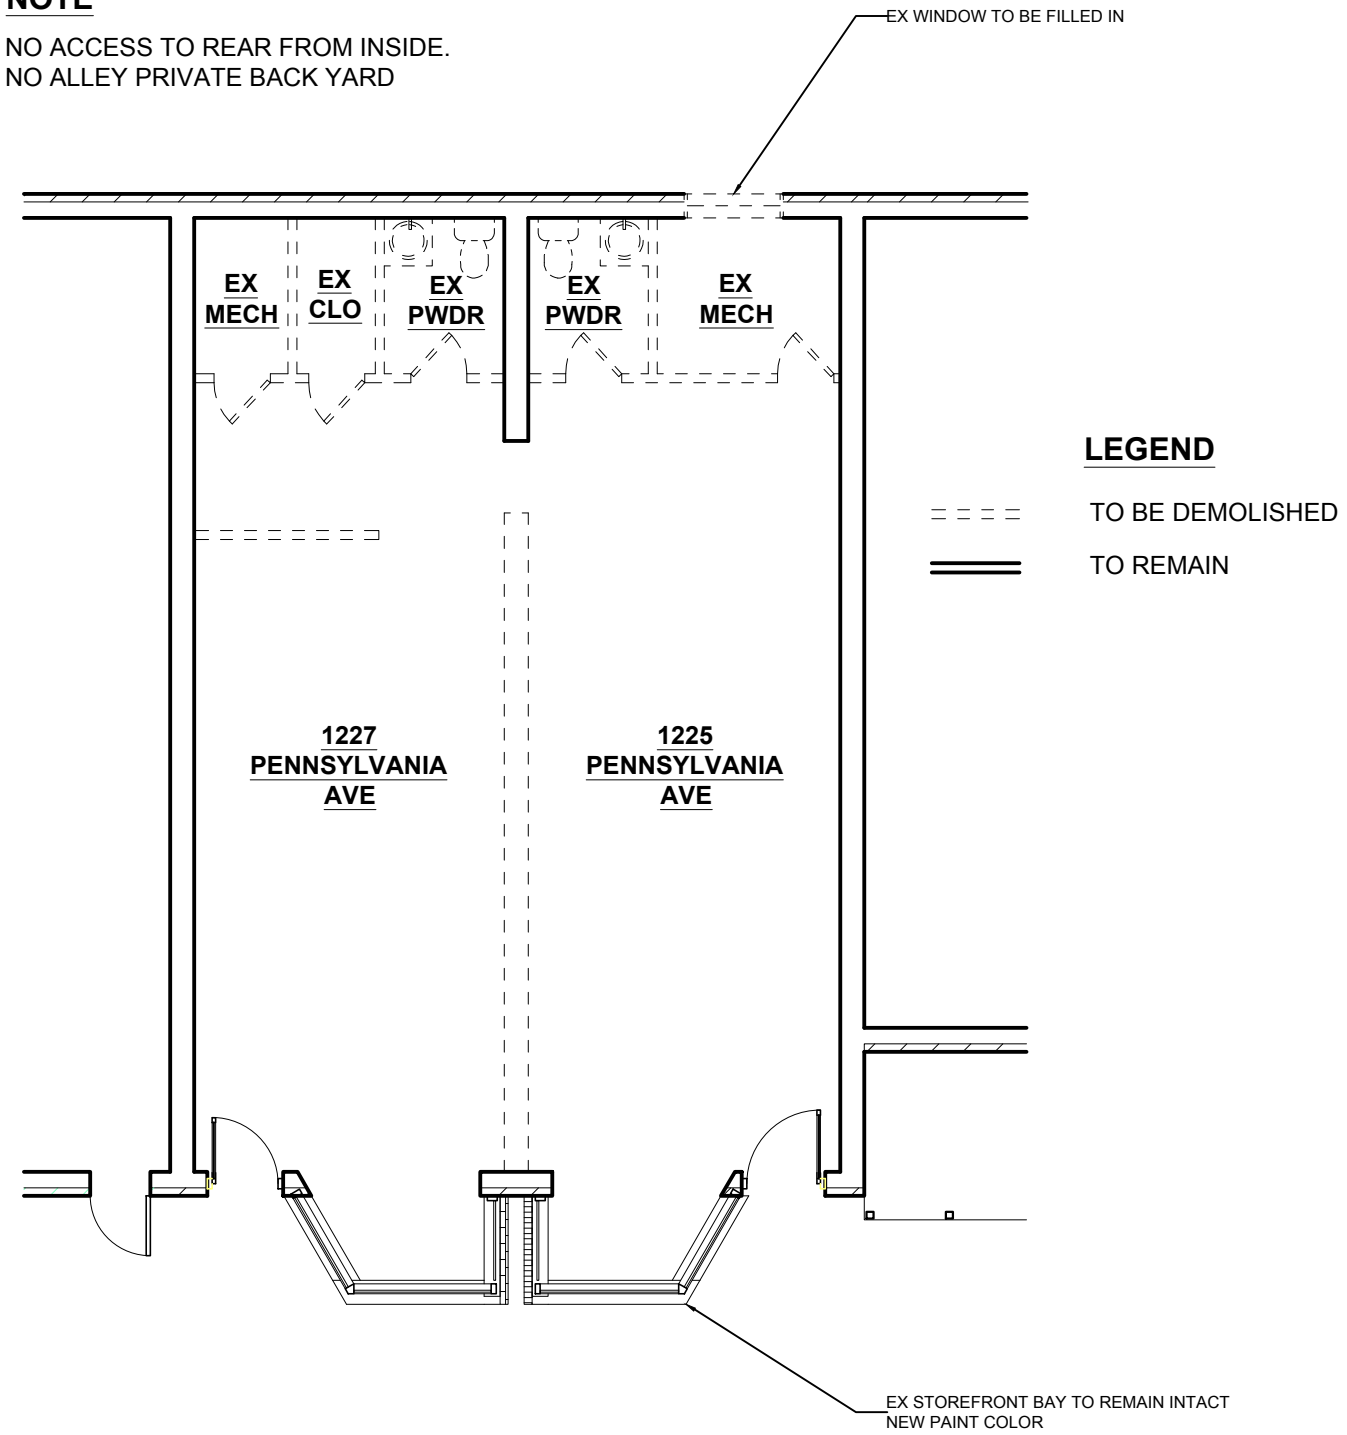 NOTE
EX WINDOW TO BE FILLED IN
NO ACCESS TO REAR FROM INSIDE.
NO ALLEY PRIVATE BACK YARD
EX
MECH
EX
CLO
EX
PWDR
EX
PWDR
EX
MECH
LEGEND
TO BE DEMOLISHED
TO REMAIN
1227
PENNSYLVANIA
AVE
1225
PENNSYLVANIA
AVE
EX STOREFRONT BAY TO REMAIN INTACT
NEW PAINT COLOR